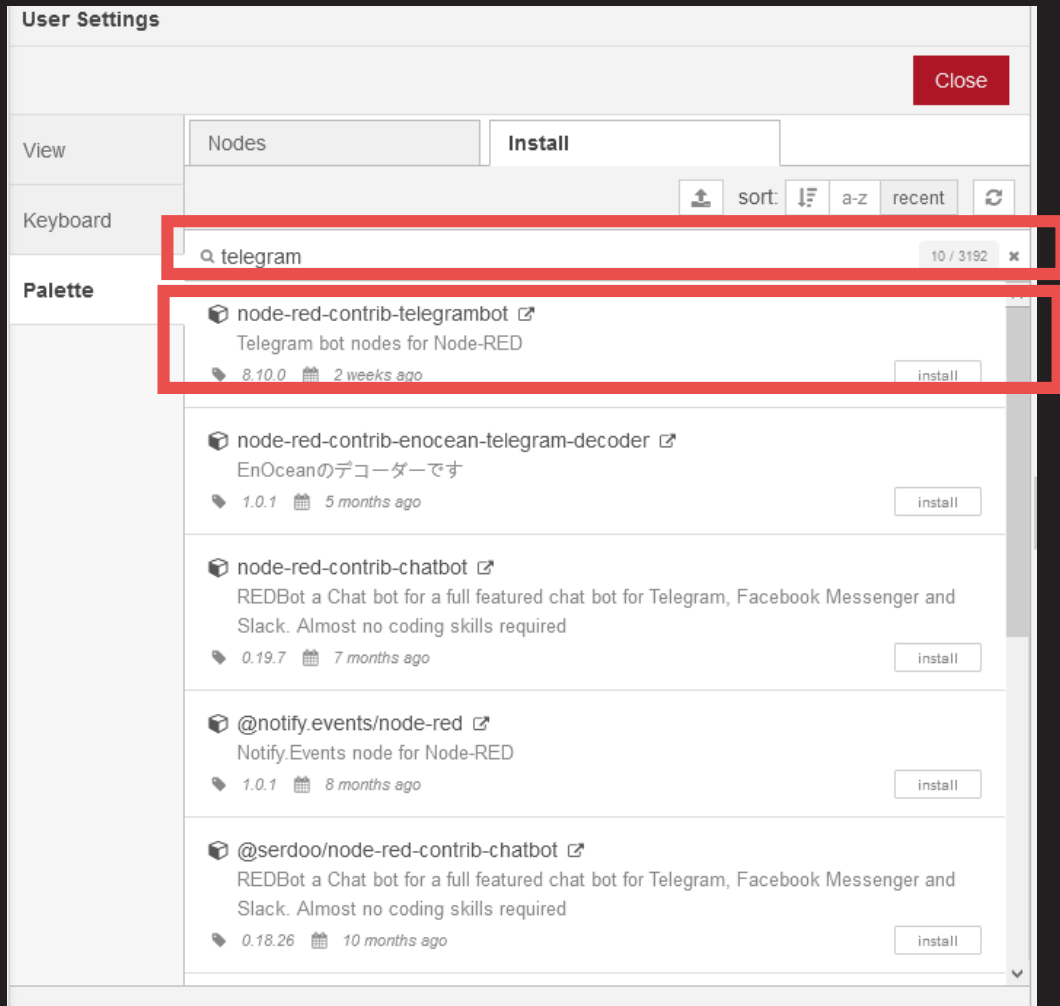 User Settings
Close
View
Nodes
Install
sort:
a-z
recent
Keyboard
telegram
10 / 3192
Palette
node-red-contrib-telegrambot
Telegram bot nodes for Node-RED
8.10.0 2 weeks ago
install
node-red-contrib-enocean-telegram-decoder
EnOceanのデコーダーです
1.0.1 5 months ago
install
node-red-contrib-chatbot
REDBot a Chat bot for a full featured chat bot for Telegram, Facebook Messenger and
Slack. Almost no coding skills required
0.19.7 7 months ago
install
@notify.events/node-red
Notify.Events node for Node-RED
1.0.1 8 months ago
install
@serdoo/node-red-contrib-chatbot
REDBot a Chat bot for a full featured chat bot for Telegram, Facebook Messenger and
Slack. Almost no coding skills required
0.18.26 10 months ago
install